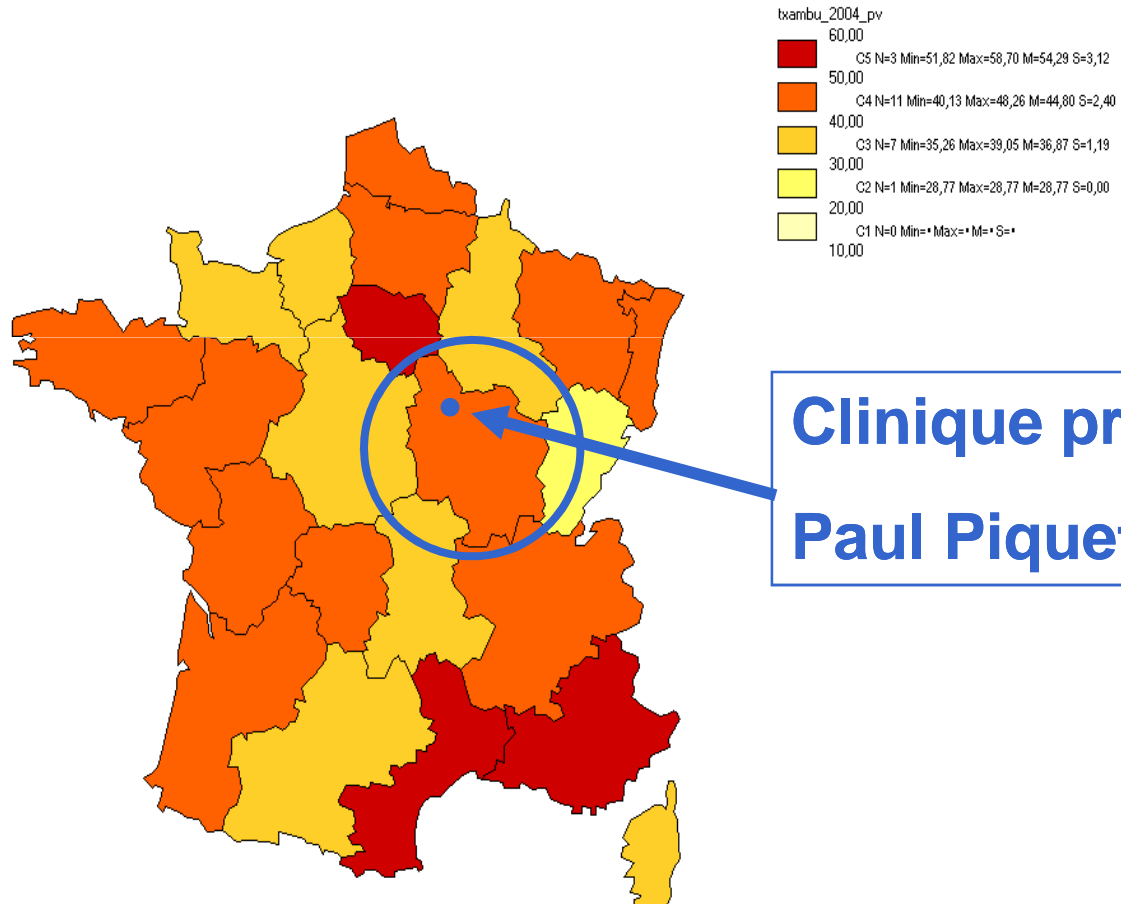 txambu_2004_pv
60,00
C5 N=3 Min=51,82 Max=58,70 M=54,29 S=3,12
50,00
C4 N=11 Min=40,13 Max=48,26 M=44,80 S=2,40
40,00
C3 N=7 Min=35,26 Max=39,05 M=36,87 S=1,19
30,00
C2 N=1 Min=28,77 Max=28,77 M=28,77 S=0,00
20,00
C1 N=0 Min=• Max=• M=• S=•
10,00
Clinique pr
Paul Pique